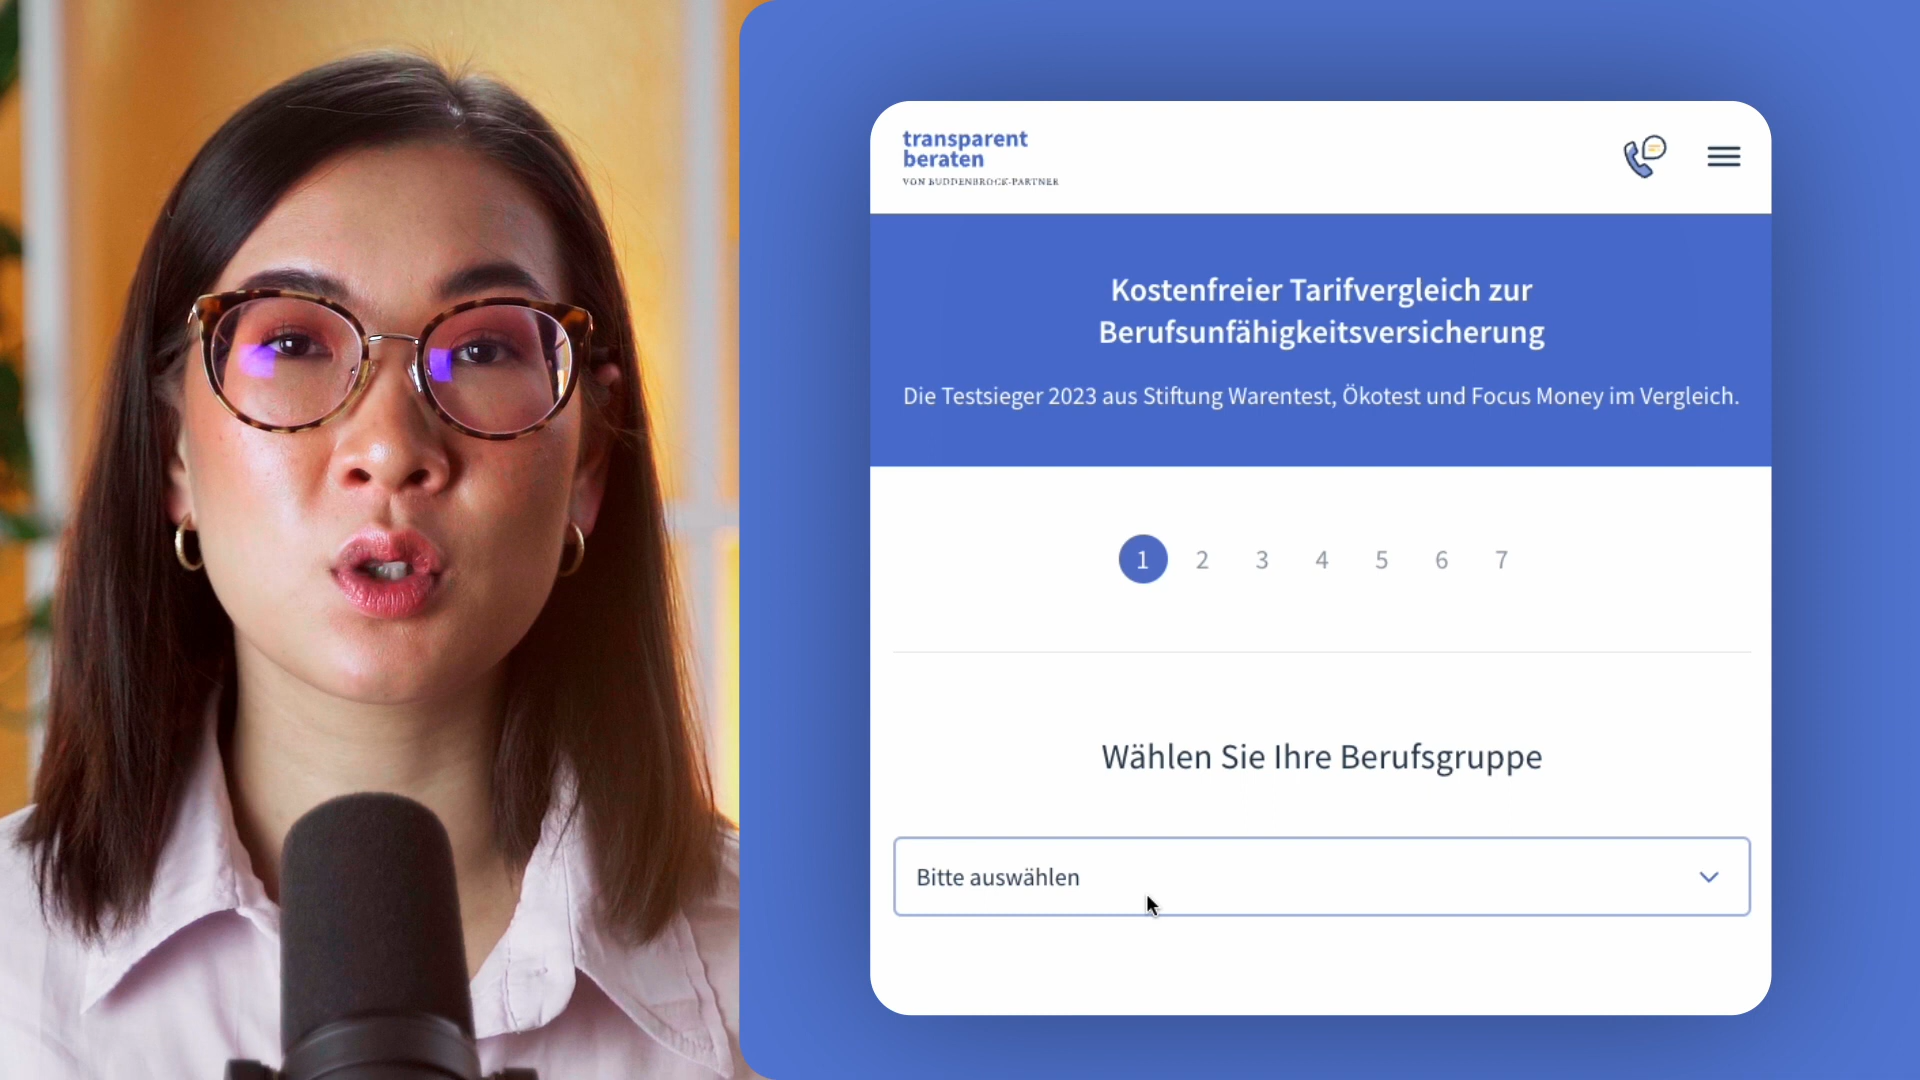 transparent
beraten
VON BUDDENBROCK-PARTNER
Kostenfreier Tarifvergleich zur
Berufsunfähigkeitsversicherung
Die Testsieger 2023 aus Stiftung Warentest, Ökotest und Focus Money im Vergleich.
1 2 3 4 5 6 7
Wählen Sie Ihre Berufsgruppe
Bitte auswählen